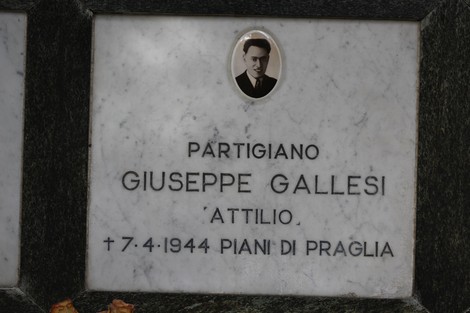 PARTIGIANO
GIUSEPPE GALLESI
'ATTILIO,
† 7·4·1944 PIANI DI PRAGLIA